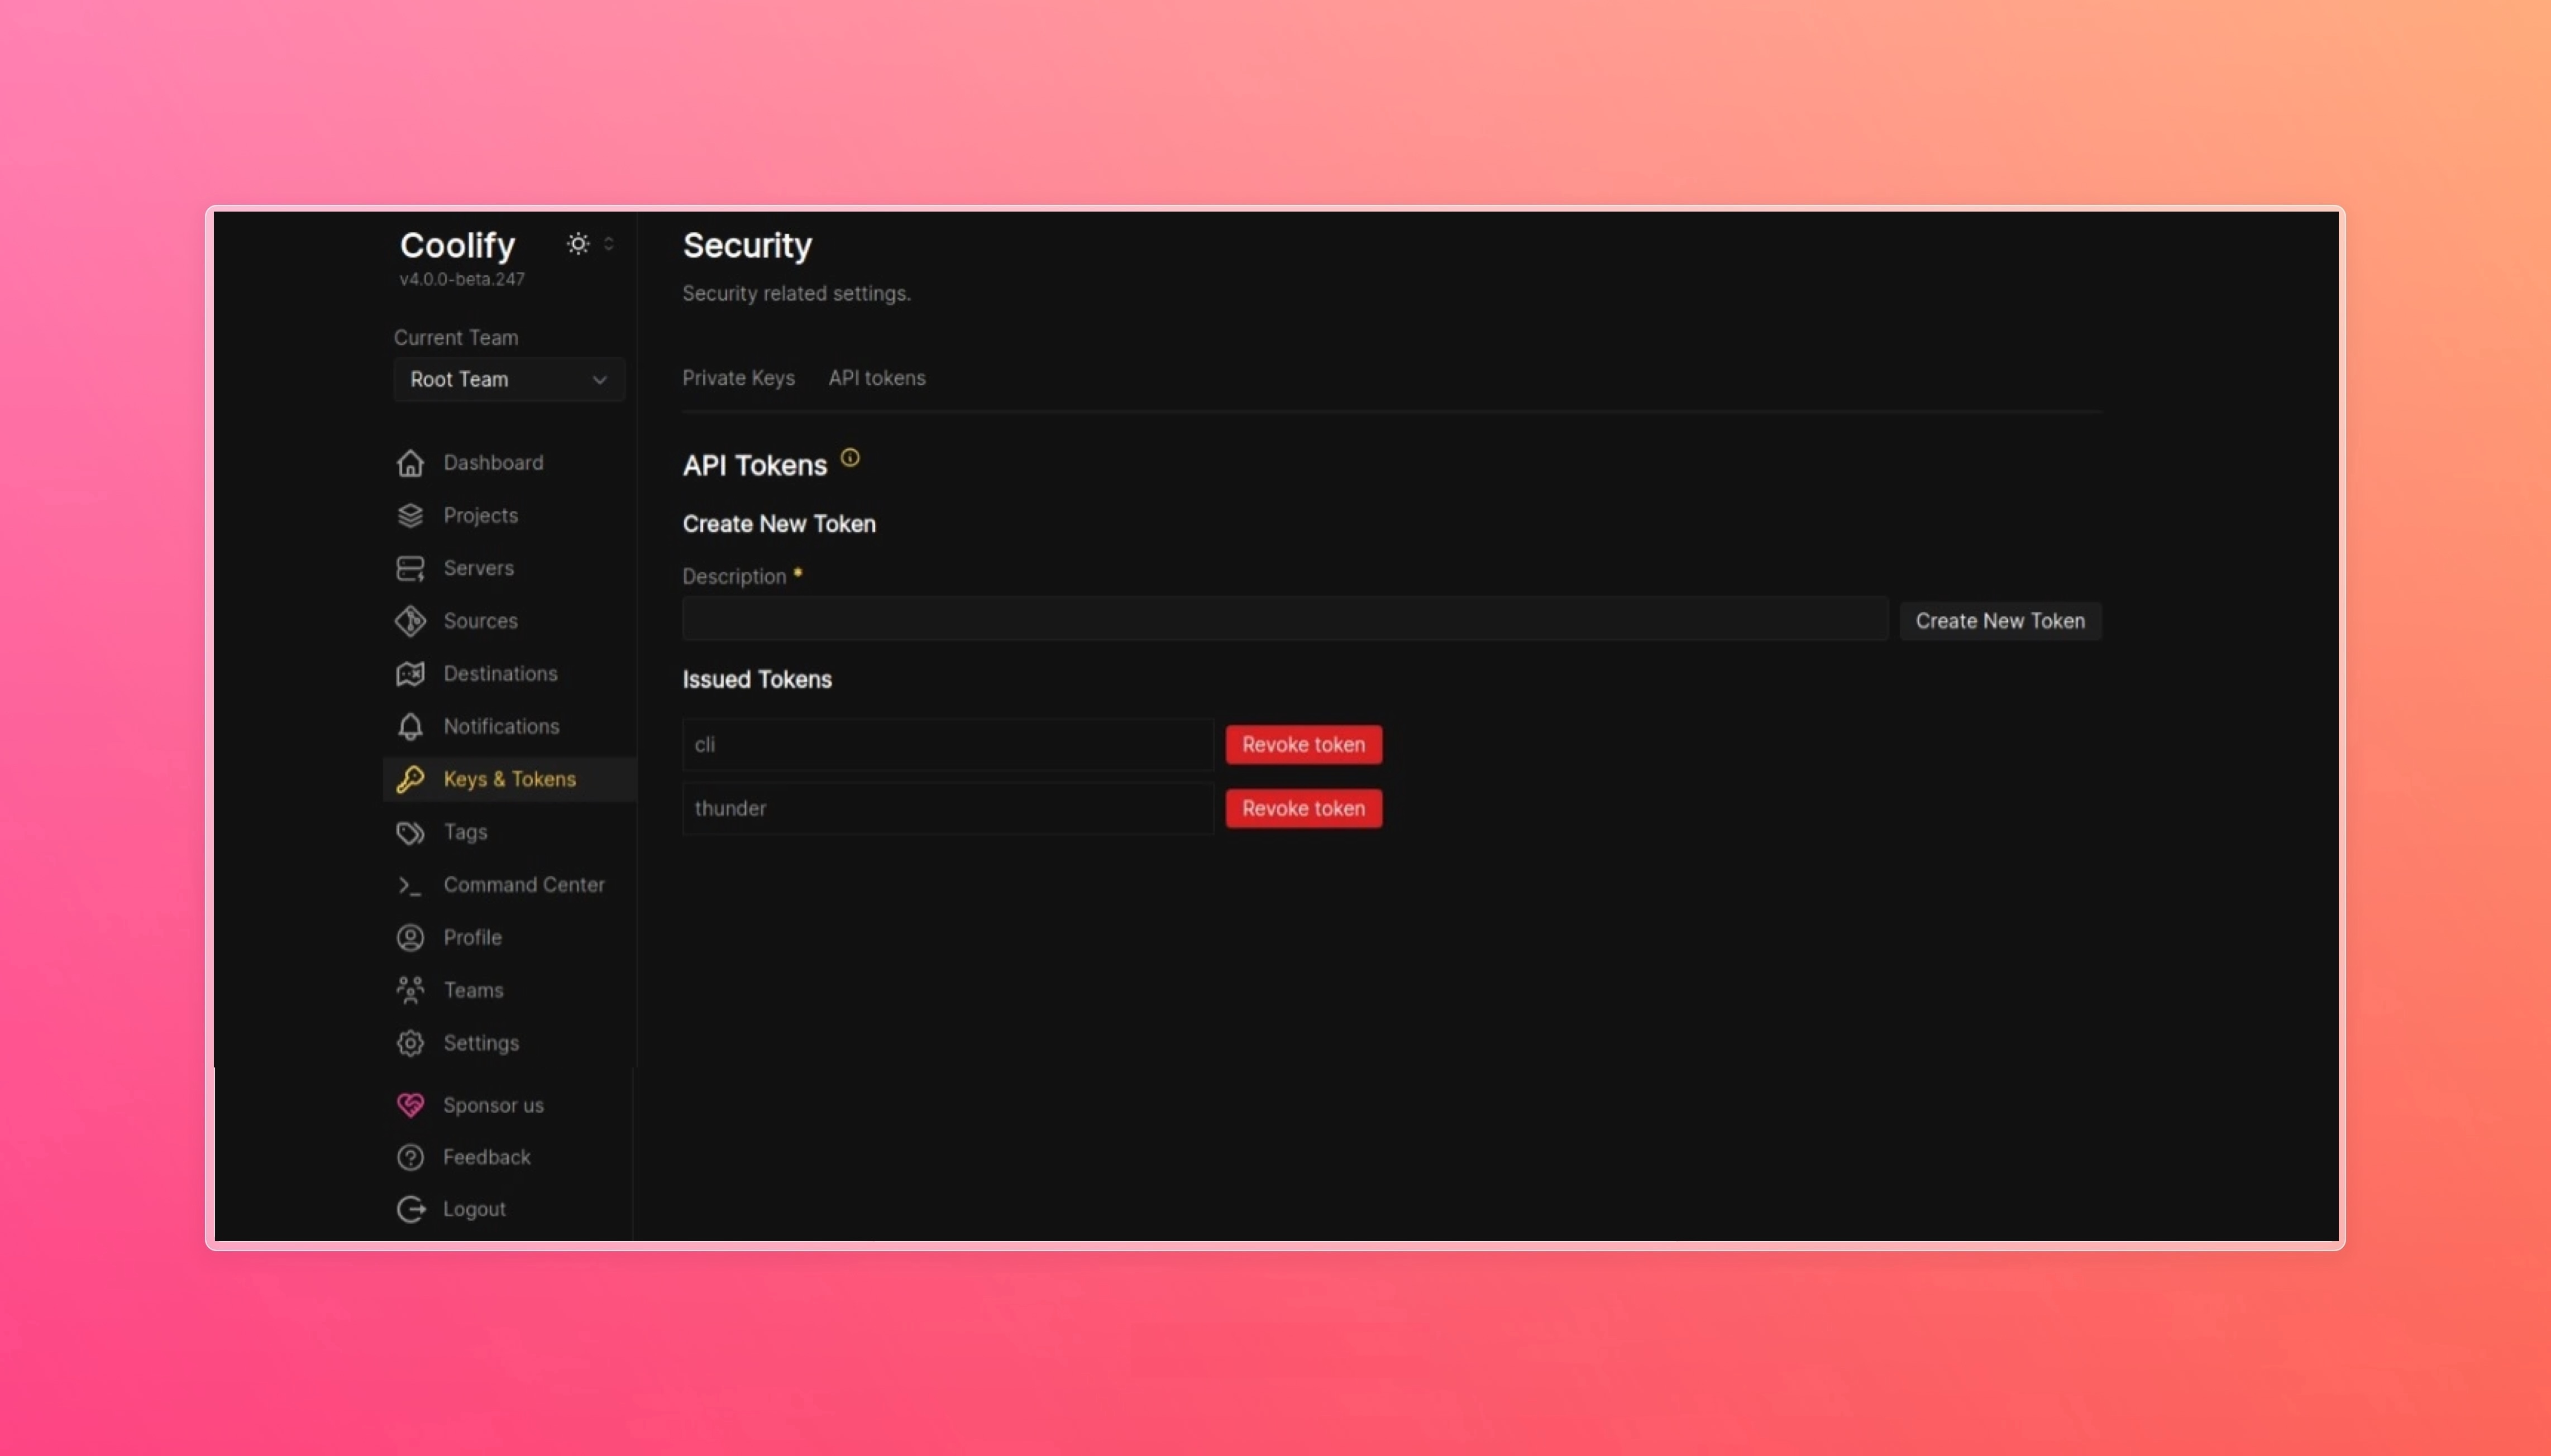 Coolify
v4.0.0-beta.247
Current Team
Root Team
Dashboard
Projects
Servers
Sources
Destinations
Notifications
Keys & Tokens
Tags
Command Center
Profile
Teams
Settings
Sponsor us
Feedback
Logout
Security
Security related settings.
Private Keys API tokens
API Tokens
Create New Token
Description *
Create New Token
Issued Tokens
cli Revoke token
thunder Revoke token